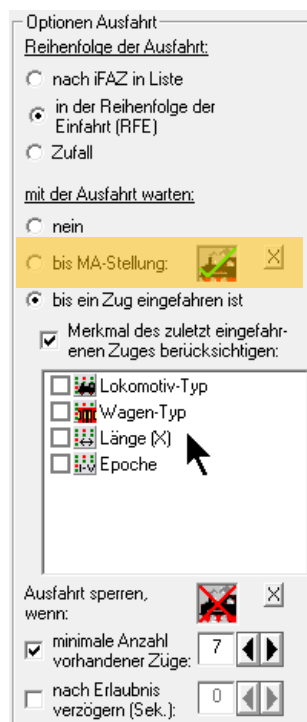 Optionen Ausfahrt
Reihenfolge der Ausfahrt:
nach iFAZ in Liste
in der Reihenfolge der
Einfahrt (RFE)
Zufall
mit der Ausfahrt warten:
nein
bis MA-Stellung:
X
bis ein Zug eingefahren ist
Merkmal des zuletzt eingefahr-
enen Zuges berücksichtigen:
Lokomotiv-Typ
Wagen-Typ
Länge (X)
I-V Epoche
Ausfahrt sperren,
wenn:
X
minimale Anzahl
vorhandener Züge:
7
nach Erlaubnis
verzögern (Sek.):
0